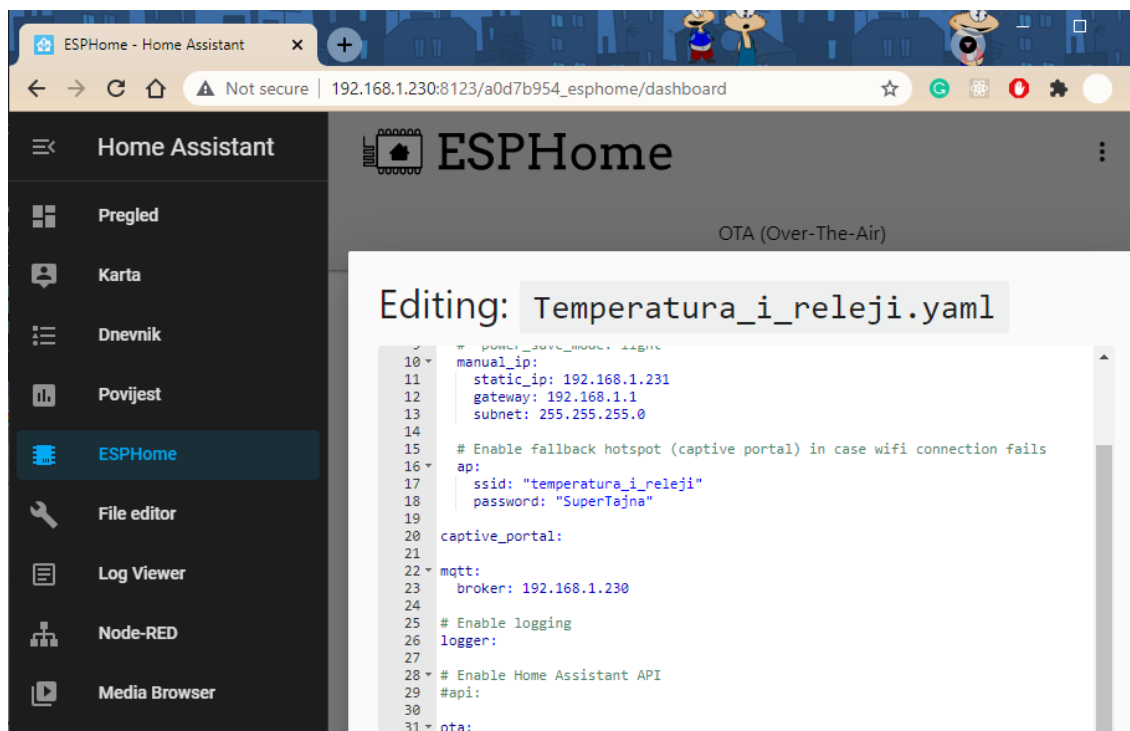 ESPHome - Home Assistant
Not secure | 192.168.1.230:8123/a0d7b954_esphome/dashboard
Home Assistant
Pregled
Karta
Dnevnik
Povijest
ESPHome
File editor
Log Viewer
Node-RED
Media Browser
ESPHome
OTA (Over-The-Air)
Editing: Temperatura_i_releji.yaml
9 # power_save_mode: light
10 manual_ip:
11 static_ip: 192.168.1.231
12 gateway: 192.168.1.1
13 subnet: 255.255.255.0
14
15 # Enable fallback hotspot (captive portal) in case wifi connection fails
16 ap:
17 ssid: "temperatura_i_releji"
18 password: "SuperTajna"
19
20 captive_portal:
21
22 mqtt:
23 broker: 192.168.1.230
24
25 # Enable logging
26 logger:
27
28 # Enable Home Assistant API
29 #api:
30
31 ota: